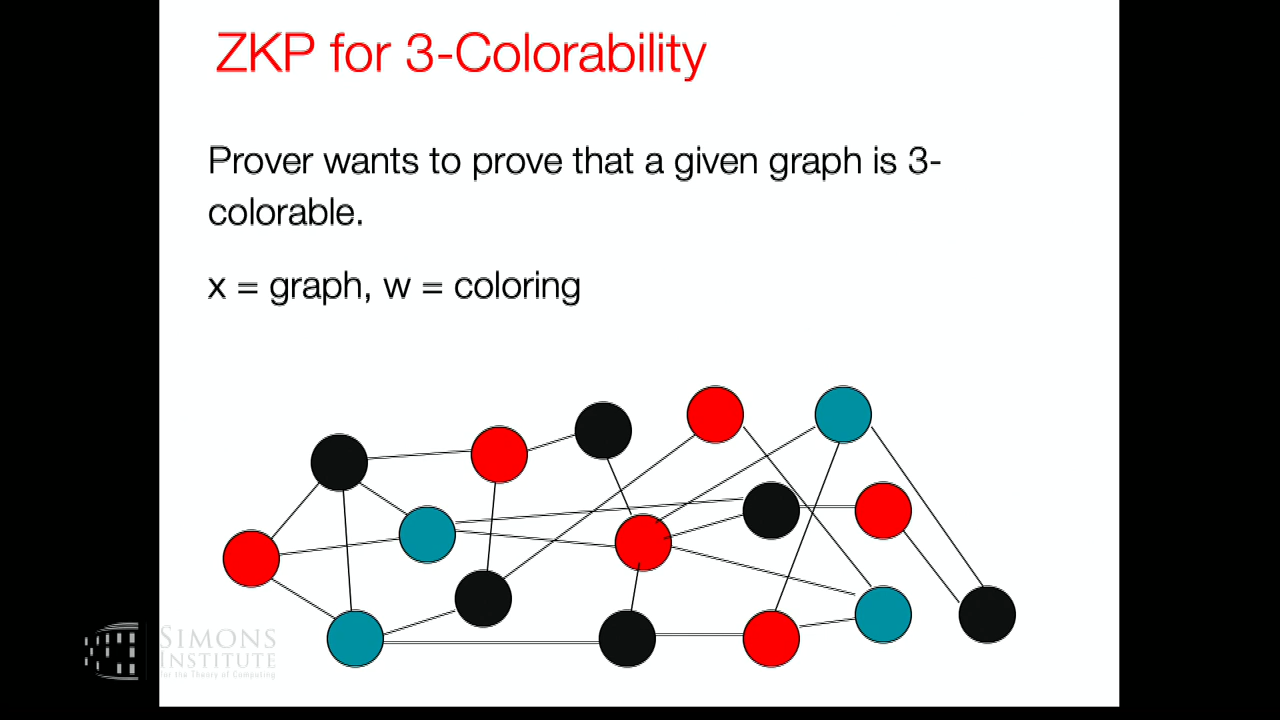 ZKP for 3-Colorability
Prover wants to prove that a given graph is 3-
colorable.
x = graph, w = coloring
SIMONS
INSTITUTE
for the Theory of Computing